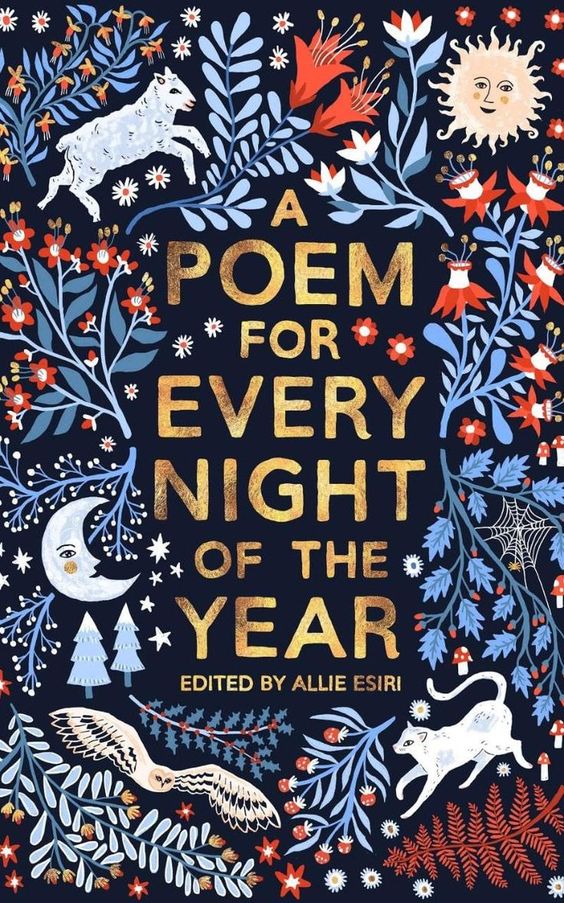 A
POEM
FOR
EVERY
NIGHT
OF THE
YEAR
EDITED BY ALLIE ESIRI